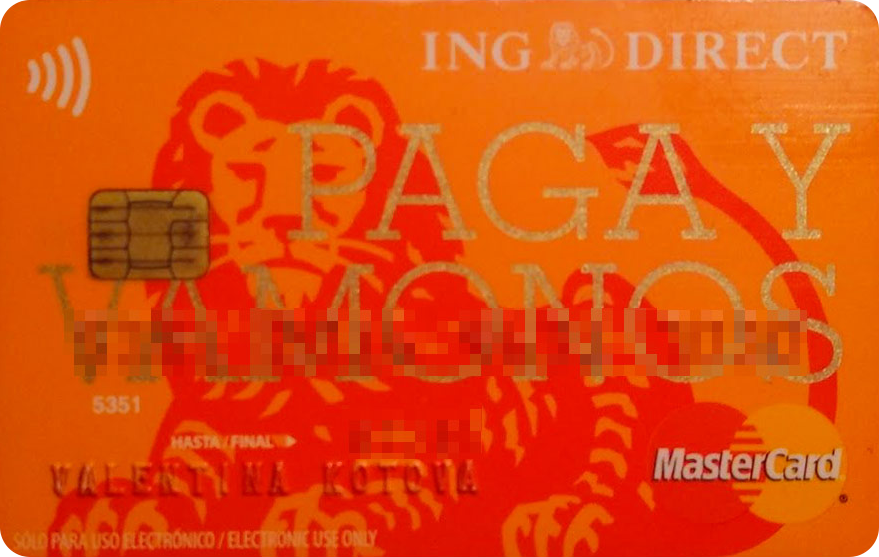 ING DIRECT
PAGA Y
VAMONOS
5351
HASTA / FINAL
VALENTINA KOTOVA
MasterCard
SÓLO PARA USO ELECTRÓNICO / ELECTRONIC USE ONLY